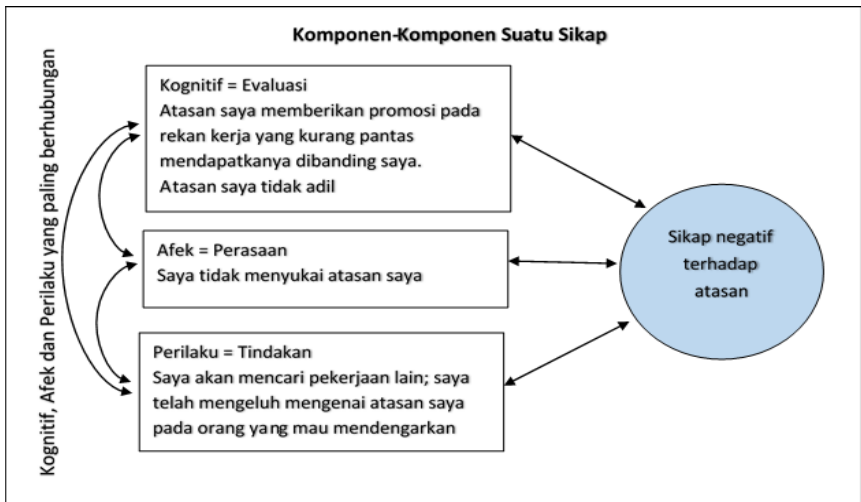 Komponen-Komponen Suatu Sikap
Kognitif, Afek dan Perilaku yang paling berhubungan
Kognitif = Evaluasi
Atasan saya memberikan promosi pada
rekan kerja yang kurang pantas
mendapatkanya dibanding saya.
Atasan saya tidak adil
Afek = Perasaan
Saya tidak menyukai atasan saya
Perilaku = Tindakan
Saya akan mencari pekerjaan lain; saya
telah mengeluh mengenai atasan saya
pada orang yang mau mendengarkan
Sikap negatif
terhadap
atasan